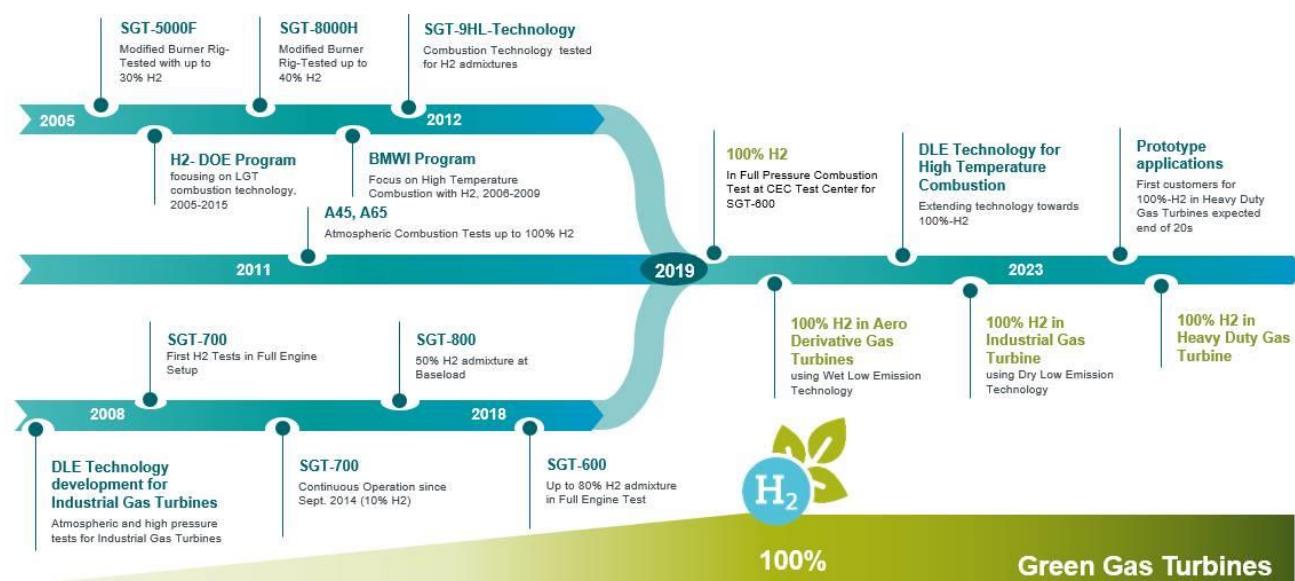 SGT-5000F
Modified Burner Rig-
Tested with up to
30% H2
SGT-8000H
Modified Burner
Rig-Tested up to
40% H2
SGT-9HL-Technology
Combustion Technology tested
for H2 admixtures
2005
2012
H2- DOE Program
focusing on LGT
combustion technology,
2005-2015
BMWI Program
Focus on High Temperature
Combustion with H2, 2006-2009
A45, A65
Atmospheric Combustion Tests up to 100% H2
2011
2019
100% H2
In Full Pressure Combustion
Test at CEC Test Center for
SGT-600
DLE Technology for
High Temperature
Combustion
Extending technology towards
100%-H2
Prototype
applications
First customers for
100%-H2 in Heavy Duty
Gas Turbines expected
end of 20s
2023
100% H2 in Aero
Derivative Gas
Turbines
using Wet Low Emission
Technology
100% H2 in
Industrial Gas
Turbine
using Dry Low Emission
Technology
100% H2 in
Heavy Duty Gas
Turbine
SGT-700
First H2 Tests in Full Engine
Setup
SGT-800
50% H2 admixture at
Baseload
2008
2018
DLE Technology
development for
Industrial Gas Turbines
Atmospheric and high pressure
tests for Industrial Gas Turbines
SGT-700
Continuous Operation since
Sept. 2014 (10% H2)
SGT-600
Up to 80% H2 admixture
in Full Engine Test
H2
100%
Green Gas Turbines